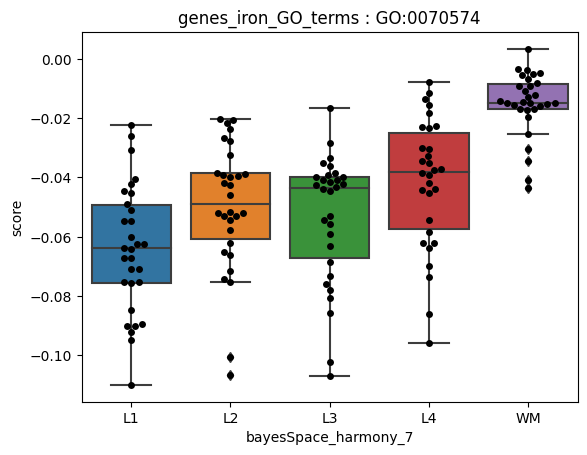 genes_iron_GO_terms : GO:0070574
0.00
−0.02
−0.04
−0.06
−0.08
−0.10
score
L1 L2 L3 L4 WM
bayesSpace_harmony_7